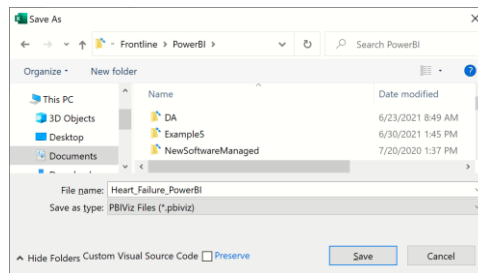 Save As
Frontline > PowerBI >
Search PowerBI
Organize
New folder
This PC
3D Objects
Desktop
Documents
Name
Date modified
DA
6/23/2021 8:49 AM
Example5
6/30/2021 1:45 PM
NewSoftwareManaged
7/20/2020 1:37 PM
File name: Heart_Failure_PowerBI
Save as type: PBIViz Files (*.pbiviz)
Hide Folders Custom Visual Source Code Preserve
Save
Cancel